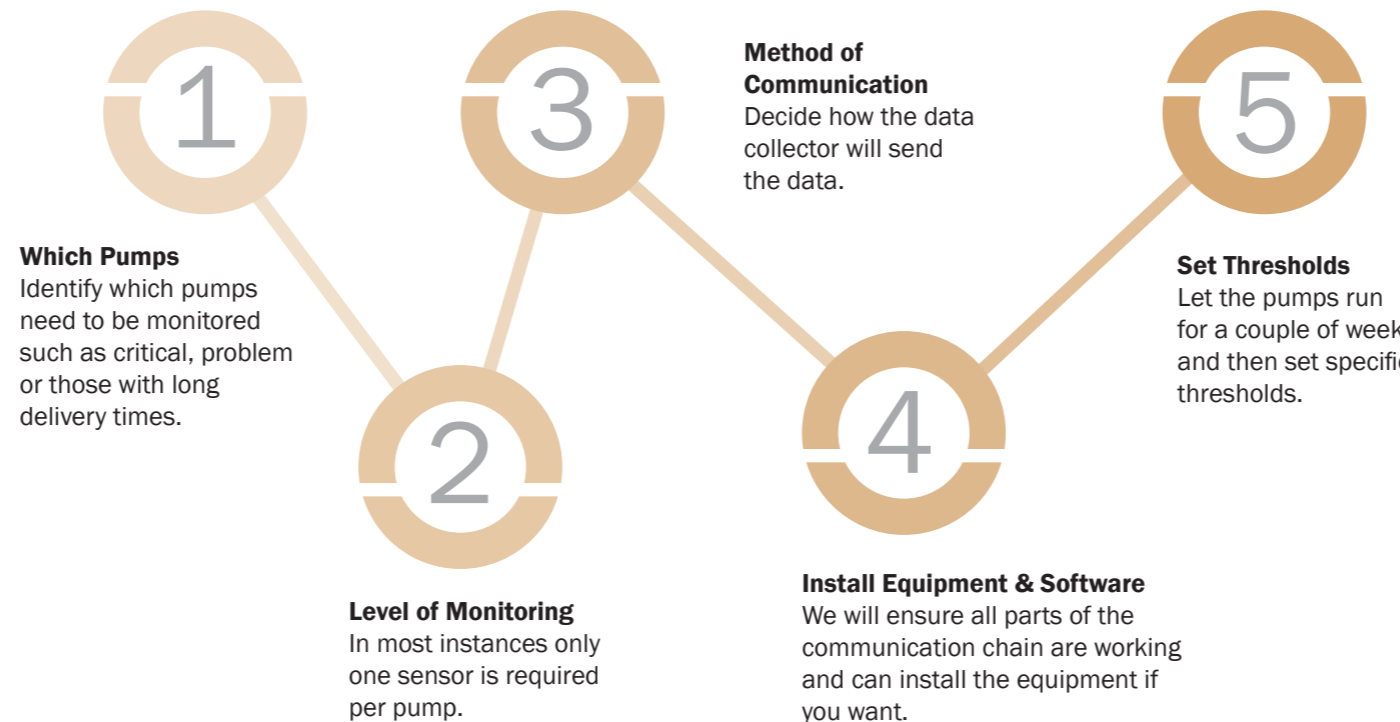 1
Which Pumps
Identify which pumps
need to be monitored
such as critical, problem
or those with long
delivery times.
2
Level of Monitoring
In most instances only
one sensor is required
per pump.
3
Method of
Communication
Decide how the data
collector will send
the data.
4
Install Equipment & Software
We will ensure all parts of the
communication chain are working
and can install the equipment if
you want.
5
Set Thresholds
Let the pumps run
for a couple of week
and then set specific
thresholds.